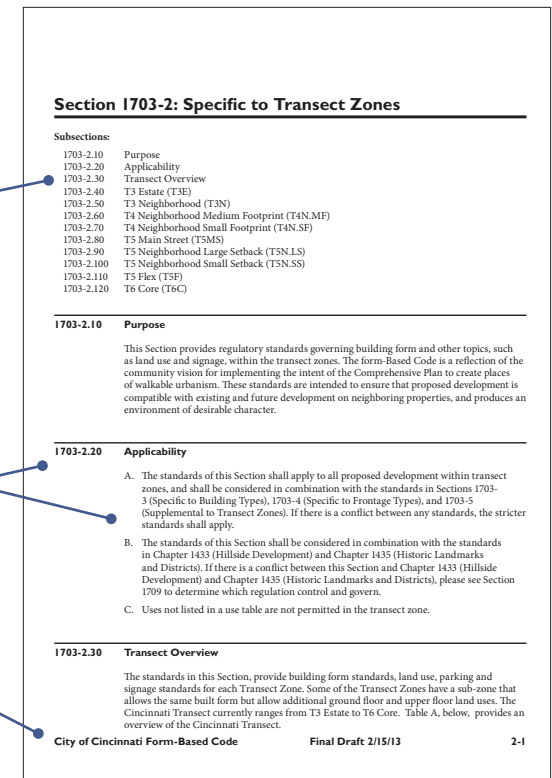 Section 1703-2: Specific to Transect Zones
Subsections:
1703-2.10 Purpose
1703-2.20 Applicability
1703-2.30 Transect Overview
1703-2.40 T3 Estate (T3E)
1703-2.50 T3 Neighborhood (T3N)
1703-2.60 T4 Neighborhood Medium Footprint (T4N.MF)
1703-2.70 T4 Neighborhood Small Footprint (T4N.SF)
1703-2.80 T5 Main Street (T5MS)
1703-2.90 T5 Neighborhood Large Setback (T5N.LS)
1703-2.100 T5 Neighborhood Small Setback (T5N.SS)
1703-2.110 T5 Flex (T5F)
1703-2.120 T6 Core (T6C)
1703-2.10 Purpose
This Section provides regulatory standards governing building form and other topics, such
as land use and signage, within the transect zones. The form-Based Code is a reflection of the
community vision for implementing the intent of the Comprehensive Plan to create places
of walkable urbanism. These standards are intended to ensure that proposed development is
compatible with existing and future development on neighboring properties, and produces an
environment of desirable character.
1703-2.20 Applicability
A. The standards of this Section shall apply to all proposed development within transect
zones, and shall be considered in combination with the standards in Sections 1703-
3 (Specific to Building Types), 1703-4 (Specific to Frontage Types), and 1703-5
(Supplemental to Transect Zones). If there is a conflict between any standards, the stricter
standards shall apply.
B. The standards of this Section shall be considered in combination with the standards
in Chapter 1433 (Hillside Development) and Chapter 1435 (Historic Landmarks
and Districts). If there is a conflict between this Section and Chapter 1433 (Hillside
Development) and Chapter 1435 (Historic Landmarks and Districts), please see Section
1709 to determine which regulation control and govern.
C. Uses not listed in a use table are not permitted in the transect zone.
1703-2.30 Transect Overview
The standards in this Section, provide building form standards, land use, parking and
signage standards for each Transect Zone. Some of the Transect Zones have a sub-zone that
allows the same built form but allow additional ground floor and upper floor land uses. The
Cincinnati Transect currently ranges from T3 Estate to T6 Core. Table A, below, provides an
overview of the Cincinnati Transect.
City of Cincinnati Form-Based Code Final Draft 2/15/13 2-1